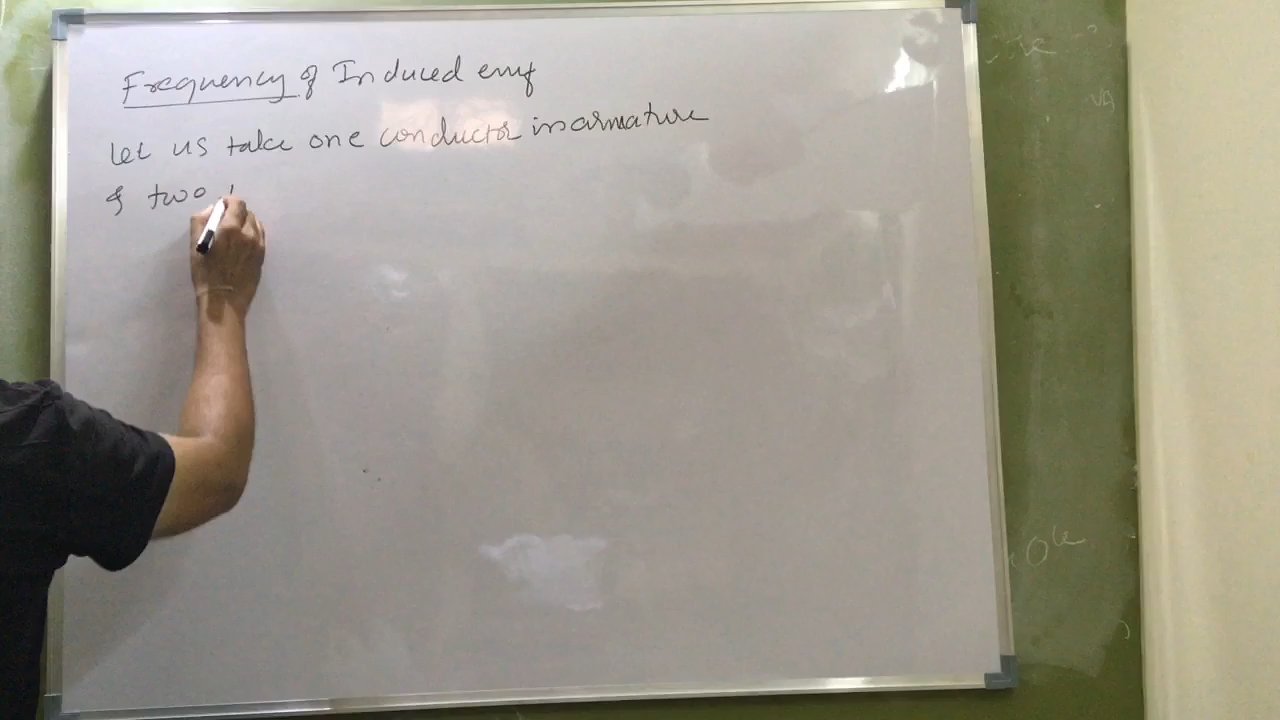 Frequency of Induced emf
Let us take one conductor in armature
& two